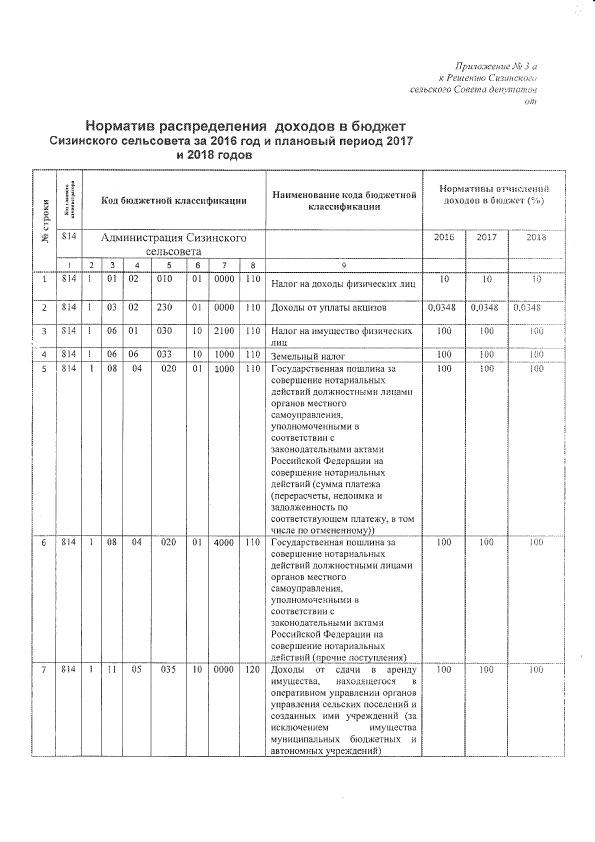 Приложение № 3 а
к Решению Сизинского
сельского Совета депутатов
от
Норматив распределения доходов в бюджет
Сизинского сельсовета за 2016 год и плановый период 2017
и 2018 годов
№ строки
Код главного администратора
Код бюджетной классификации
Наименование кода бюджетной
классификации
Нормативы отчислений
доходов в бюджет (%)
814 Администрация Сизинского
сельсовета
2016 2017 2018
1 2 3 4 5 6 7 8 9
1 814 1 01 02 010 01 0000 110 Налог на доходы физических лиц 10 10 10
2 814 1 03 02 230 01 0000 110 Доходы от уплаты акцизов 0,0348 0,0348 0,0348
3 814 1 06 01 030 10 2100 110 Налог на имущество физических 100 100 100
лиц
4 814 1 06 06 033 10 1000 110 Земельный налог 100 100 100
5 814 1 08 04 020 01 1000 110 Государственная пошлина за 100 100 100
совершение нотариальных
действий должностными лицами
органов местного
самоуправления,
уполномоченными в
соответствии с
законодательными актами
Российской Федерации на
совершение нотариальных
действий (сумма платежа
(перерасчеты, недоимка и
задолженность по
соответствующем платежу, в том
числе по отмененному))
6 814 1 08 04 020 01 4000 110 Государственная пошлина за 100 100 100
совершение нотариальных
действий должностными лицами
органов местного
самоуправления,
уполномоченными в
соответствии с
законодательными актами
Российской Федерации на
совершение нотариальных
действий (прочие поступления)
7 814 1 11 05 035 10 0000 120 Доходы от сдачи в аренду 100 100 100
имущества, находящегося в
оперативном управлении органов
управления сельских поселений и
созданных ими учреждений (за
исключением имущества
муниципальных бюджетных и
автономных учреждений)